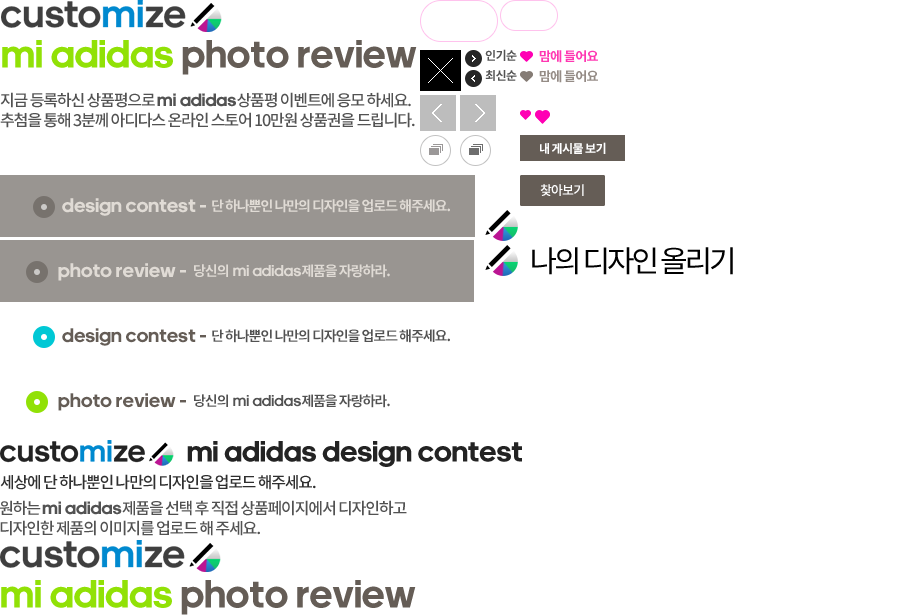 customize
mi adidas photo review
지금 등록하신 상품평으로 mi adidas 상품평 이벤트에 응모 하세요.
추첨을 통해 3분께 아디다스 온라인 스토어 10만원 상품권을 드립니다.
인기순 맘에 들어요
최신순 맘에 들어요
내 게시물 보기
찾아보기
design contest - 단 하나뿐인 나만의 디자인을 업로드 해주세요.
나의 디자인 올리기
photo review - 당신의 mi adidas제품을 자랑하라.
design contest - 단 하나뿐인 나만의 디자인을 업로드 해주세요.
photo review - 당신의 mi adidas제품을 자랑하라.
customize mi adidas design contest
세상에 단 하나뿐인 나만의 디자인을 업로드 해주세요.
원하는 mi adidas제품을 선택 후 직접 상품페이지에서 디자인하고
디자인한 제품의 이미지를 업로드 해 주세요.
customize
mi adidas photo review